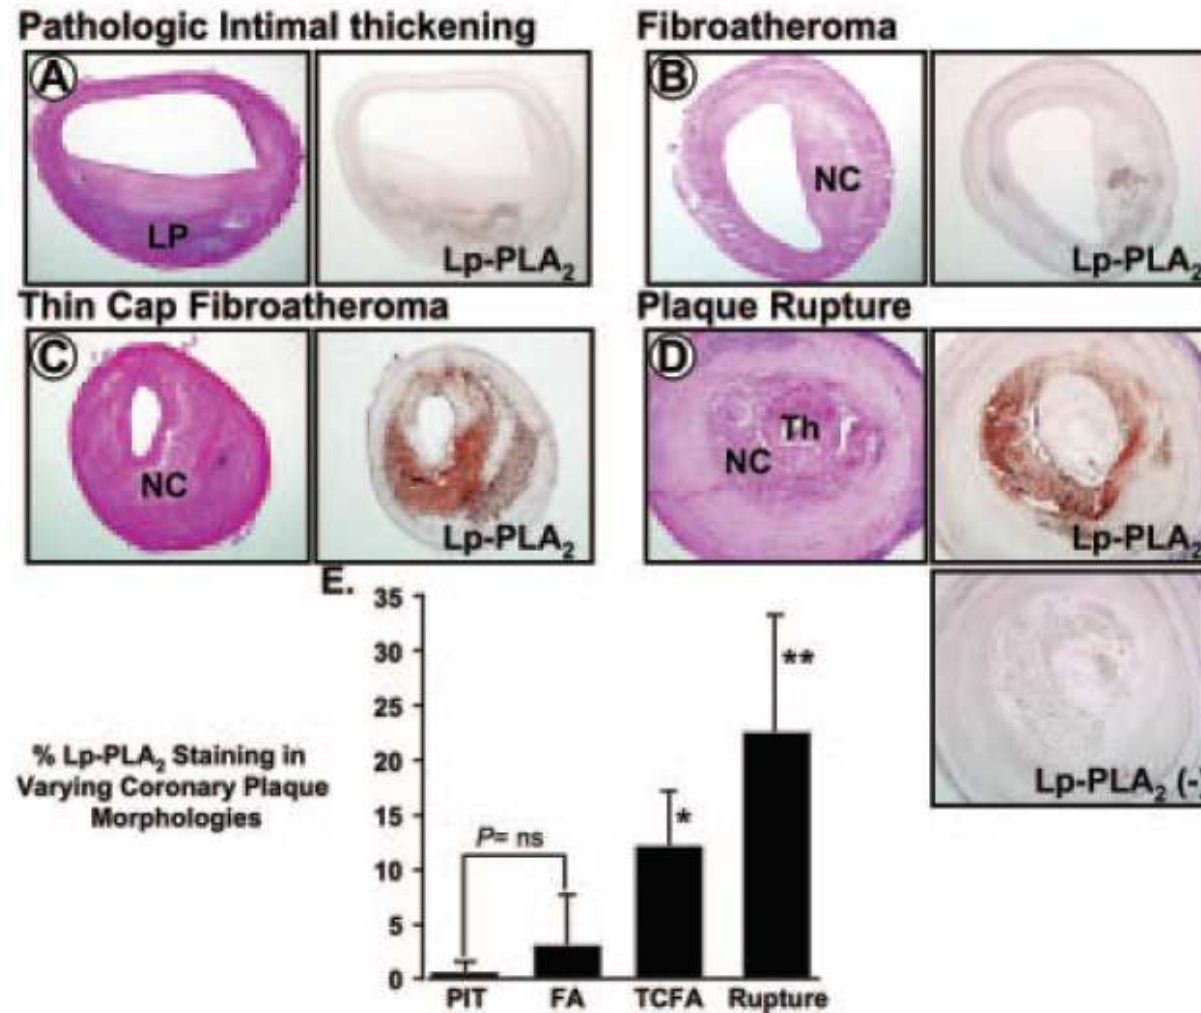 Pathologic Intimal thickening
A
LP
Lp-PLA₂
Fibroatheroma
B
NC
Lp-PLA₂
Thin Cap Fibroatheroma
C
NC
Lp-PLA₂
Plaque Rupture
D
Th
NC
Lp-PLA₂
Lp-PLA₂ (-)
E.
% Lp-PLA₂ Staining in
Varying Coronary Plaque
Morphologies
35
30
25
20
15
10
5
0
P= ns
*
**
PIT FA TCFA Rupture